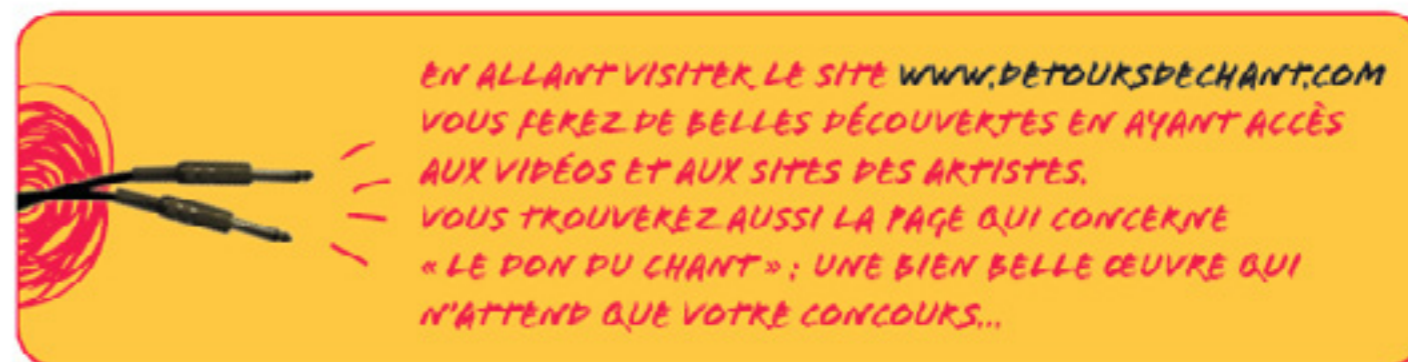 EN ALLANT VISITER LE SITE WWW.DETOURSDECHANT.COM
VOUS FEREZ DE BELLES DÉCOUVERTES EN AYANT ACCÈS
AUX VIDÉOS ET AUX SITES DES ARTISTES.
VOUS TROUVEREZ AUSSI LA PAGE QUI CONCERNE
« LE DON DU CHANT » ; UNE BIEN BELLE ŒUVRE QUI
N'ATTEND QUE VOTRE CONCOURS...